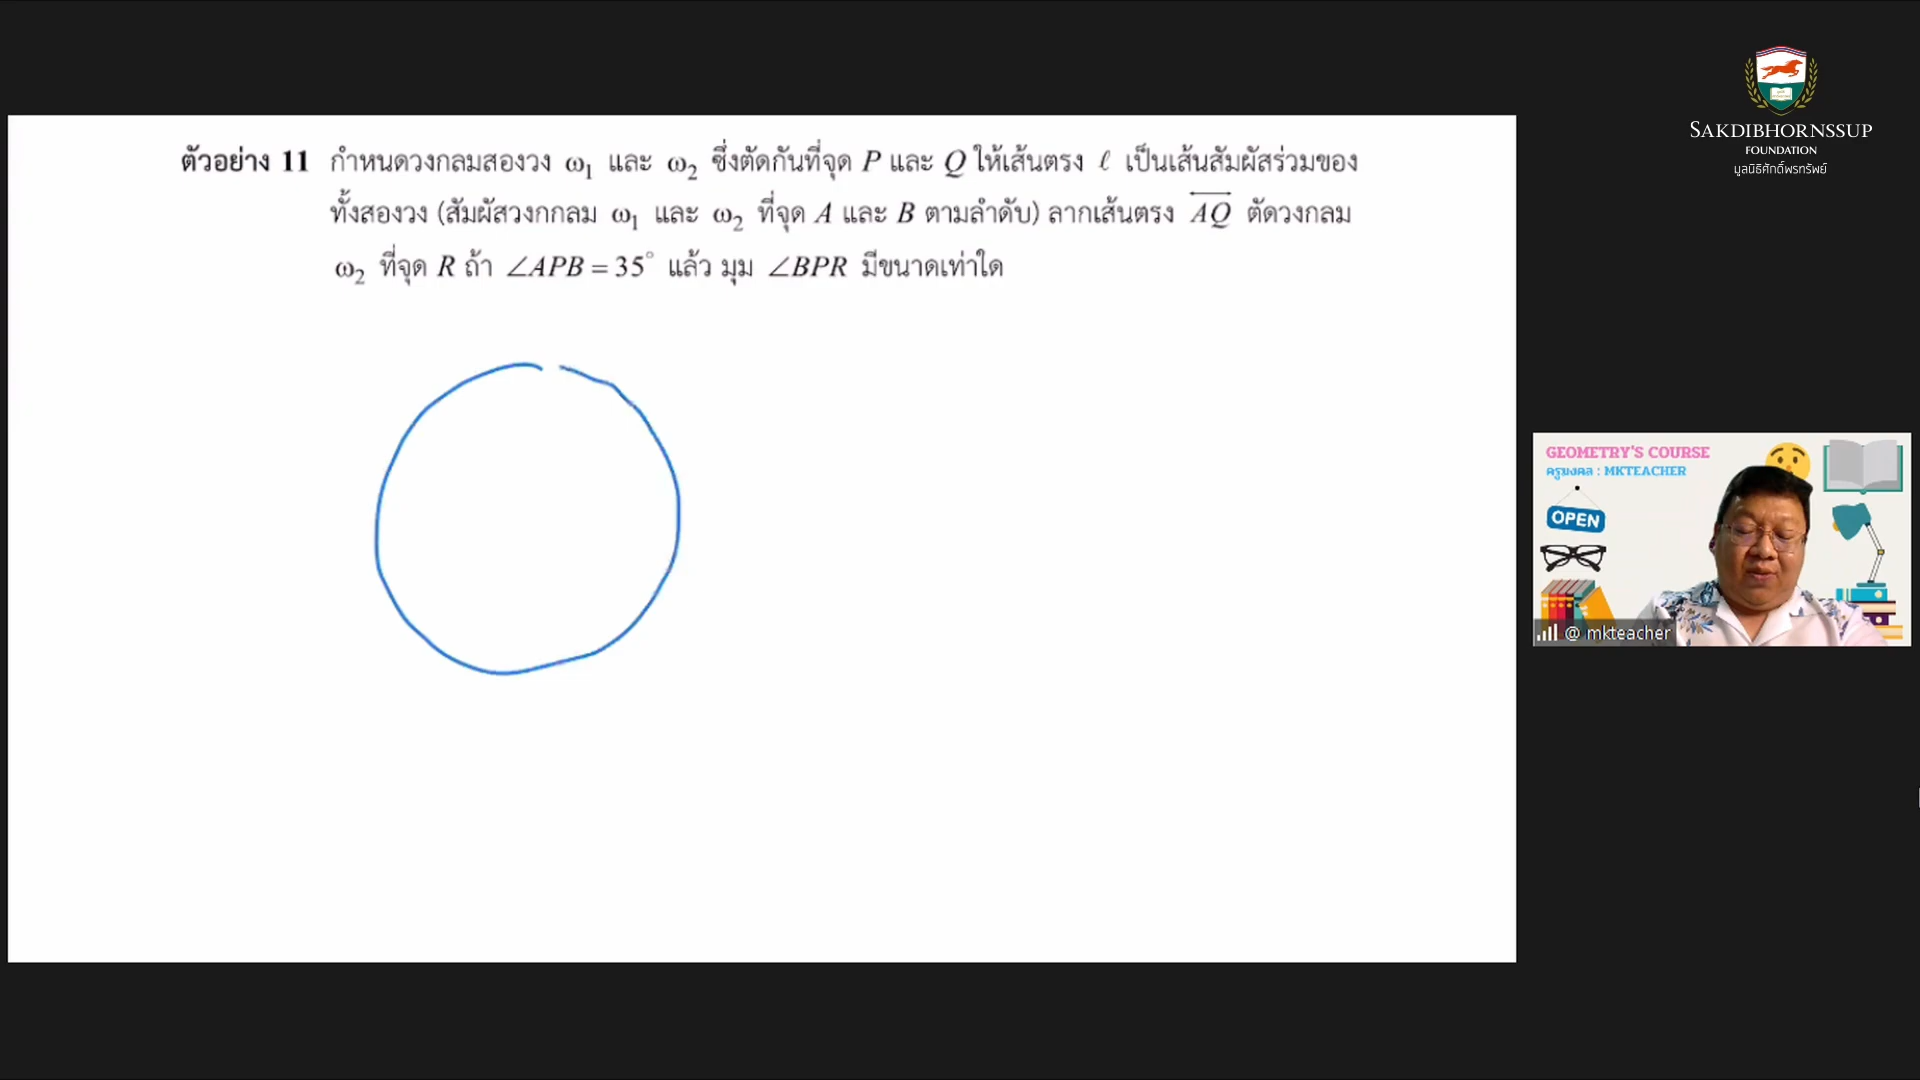 SAKDIBHORNSSUP
FOUNDATION
มูลนิธิศักดิ์พรทรัพย์
ตัวอย่าง 11 กำหนดวงกลมสองวง ω₁ และ ω₂ ซึ่งตัดกันที่จุด P และ Q ให้เส้นตรง ℓ เป็นเส้นสัมผัสร่วมของ
ทั้งสองวง (สัมผัสวงกกลม ω₁ และ ω₂ ที่จุด A และ B ตามลำดับ) ลากเส้นตรง \overleftrightarrow{AQ} ตัดวงกลม
ω₂ ที่จุด R ถ้า ∠APB = 35° แล้ว มุม ∠BPR มีขนาดเท่าใด
GEOMETRY'S COURSE
ครูมงคล : MKTEACHER
OPEN
@ mkteacher